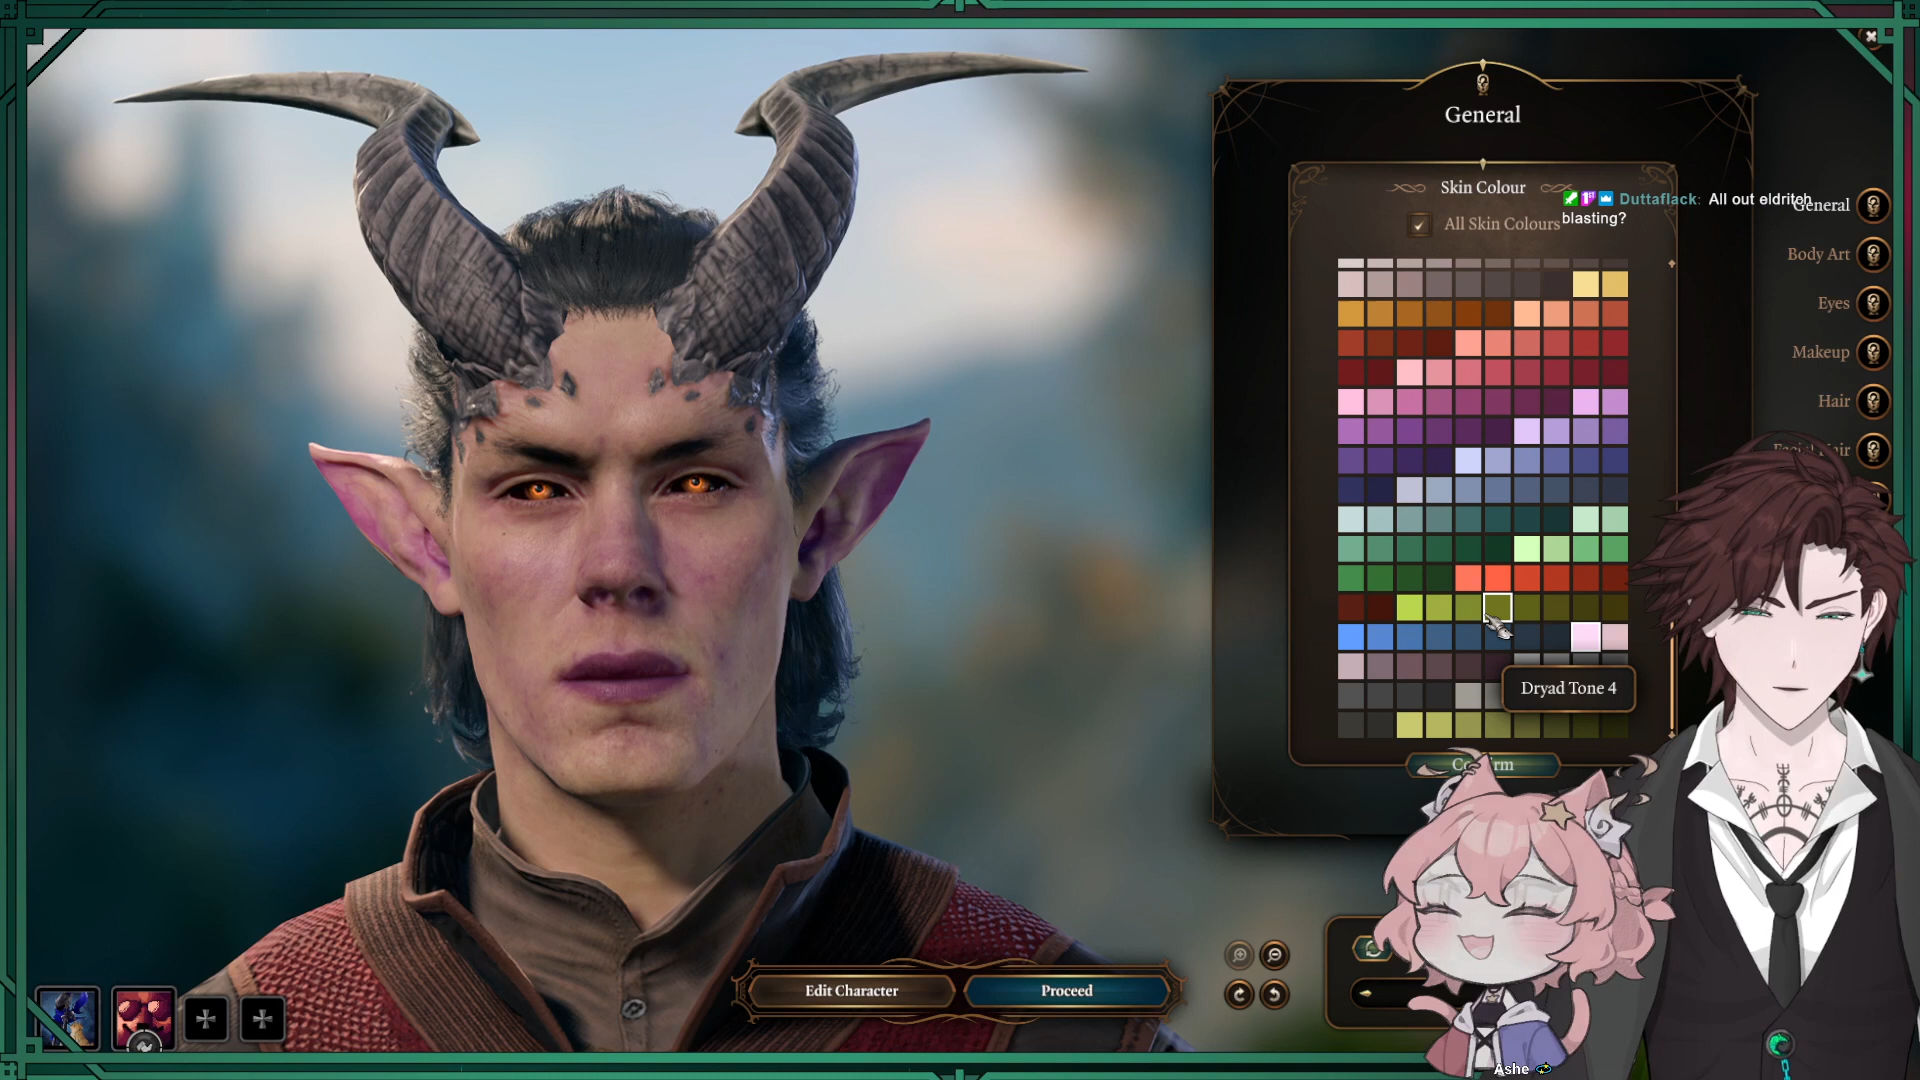 General
Skin Colour
Duttaflack: All out eldritch
blasting?
All Skin Colours
General
Body Art
Eyes
Makeup
Hair
Dryad Tone 4
Edit Character
Proceed
Ashe